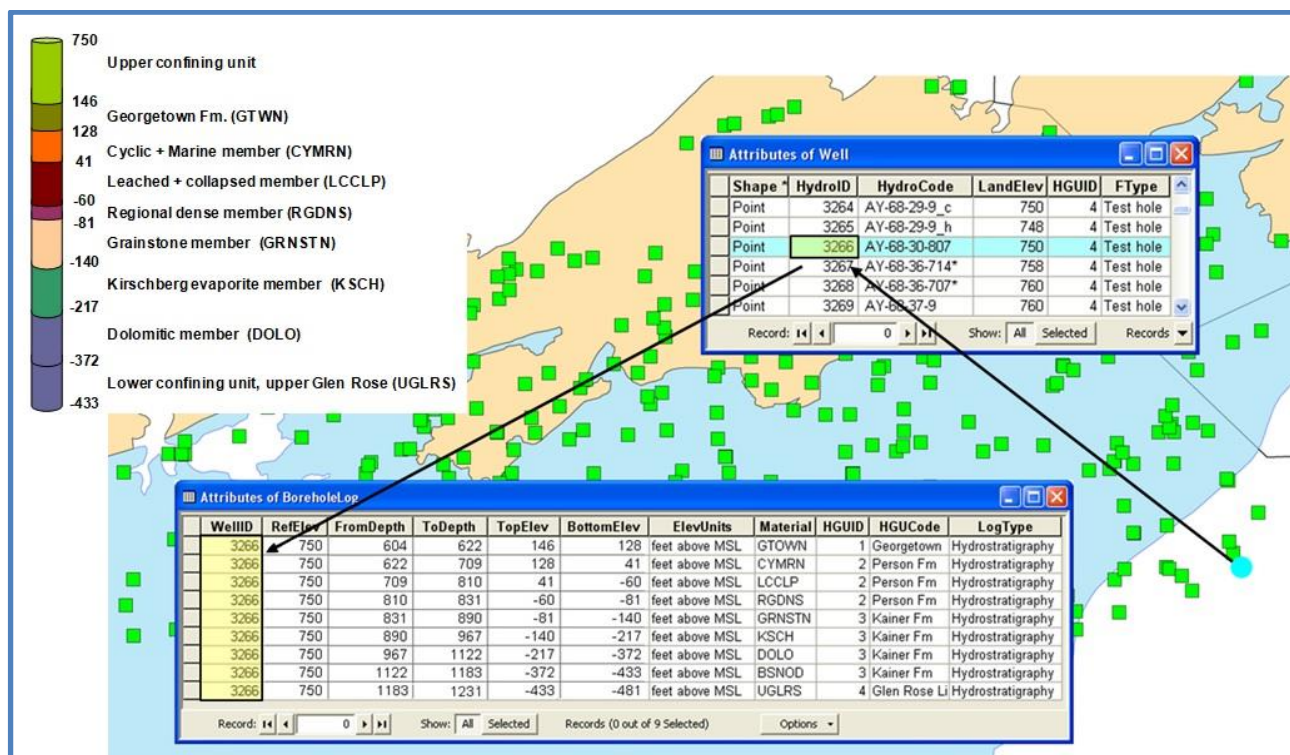 750
Upper confining unit
146
Georgetown Fm. (GTWN)
128
Cyclic + Marine member (CYMRN)
41
Leached + collapsed member (LCCLP)
-60
Regional dense member (RGDNS)
-81
Grainstone member (GRNSTN)
-140
Kirschberg evaporite member (KSCH)
-217
Dolomitic member (DOLO)
-372
Lower confining unit, upper Glen Rose (UGLRS)
-433
Attributes of Well
Shape * HydroID HydroCode LandElev HGUID FType
Point 3264 AY-68-29-9_c 750 4 Test hole
Point 3265 AY-68-29-9_h 748 4 Test hole
Point 3266 AY-68-30-807 750 4 Test hole
Point 3267 AY-68-36-714* 758 4 Test hole
Point 3268 AY-68-36-707* 760 4 Test hole
Point 3269 AY-68-37-9 760 4 Test hole
Record: 0 Show: All Selected Records
Attributes of BoreholeLog
WellID RefElev FromDepth ToDepth TopElev BottomElev ElevUnits Material HGUID HGUCode LogType
3266 750 604 622 146 128 feet above MSL GTOWN 1 Georgetown Hydrostratigraphy
3266 750 622 709 128 41 feet above MSL CYMRN 2 Person Fm Hydrostratigraphy
3266 750 709 810 41 -60 feet above MSL LCCLP 2 Person Fm Hydrostratigraphy
3266 750 810 831 -60 -81 feet above MSL RGDNS 2 Person Fm Hydrostratigraphy
3266 750 831 890 -81 -140 feet above MSL GRNSTN 3 Kainer Fm Hydrostratigraphy
3266 750 890 967 -140 -217 feet above MSL KSCH 3 Kainer Fm Hydrostratigraphy
3266 750 967 1122 -217 -372 feet above MSL DOLO 3 Kainer Fm Hydrostratigraphy
3266 750 1122 1183 -372 -433 feet above MSL BSNOD 3 Kainer Fm Hydrostratigraphy
3266 750 1183 1231 -433 -481 feet above MSL UGLRS 4 Glen Rose Li Hydrostratigraphy
Record: 0 Show: All Selected Records (0 out of 9 Selected) Options